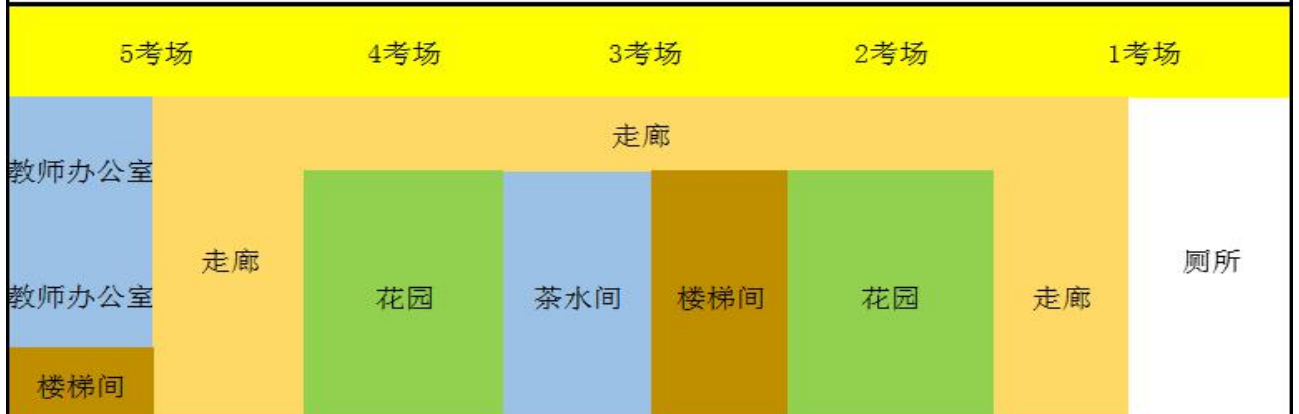 5考场 4考场 3考场 2考场 1考场
走廊
教师办公室
走廊 厕所
教师办公室 花园 茶水间 楼梯间 花园 走廊
楼梯间